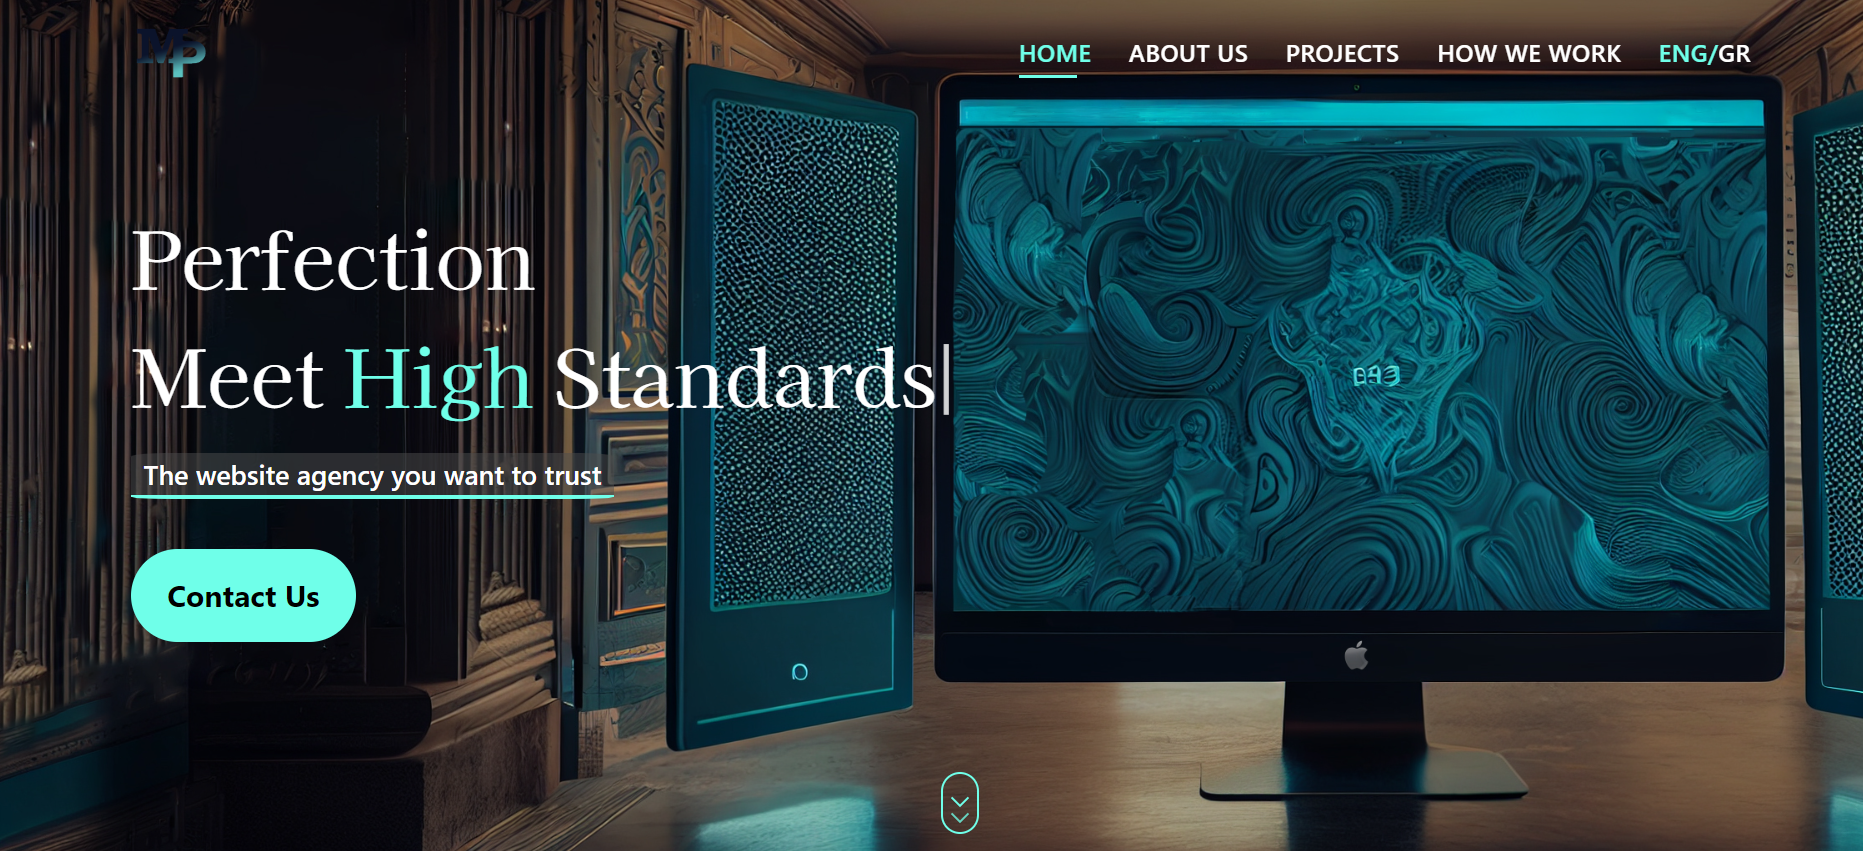 MP
HOME ABOUT US PROJECTS HOW WE WORK ENG/GR
Perfection
Meet High Standards
The website agency you want to trust
Contact Us